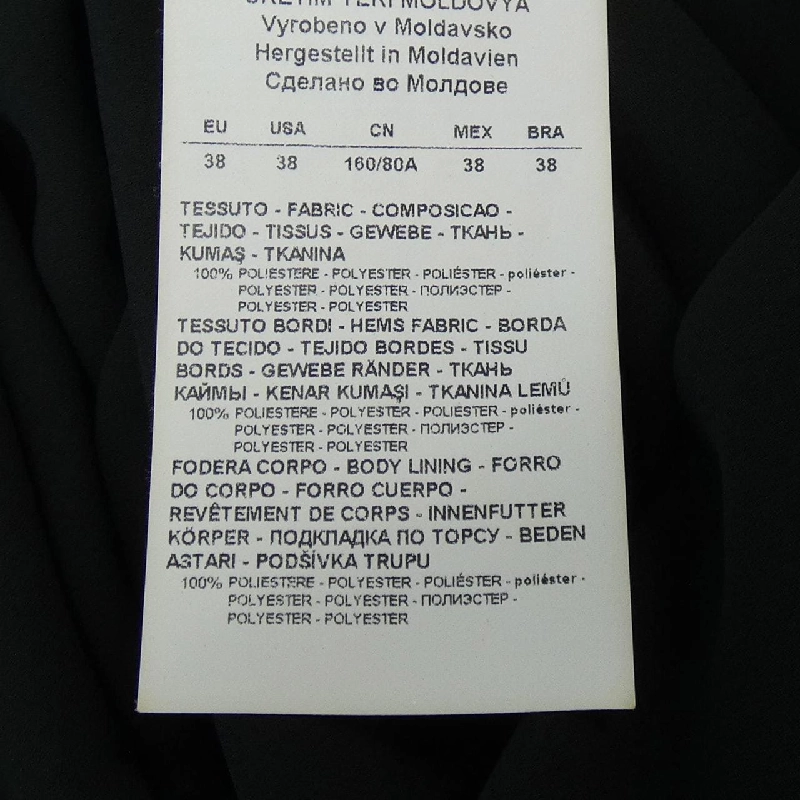 ÜRETİM YERİ MOLDOVYA
Vyrobeno v Moldavsko
Hergestellt in Moldavien
Сделано во Молдове
EU USA CN MEX BRA
38 38 160/80A 38 38
TESSUTO - FABRIC - COMPOSICAO -
TEJIDO - TISSUS - GEWEBE - ТКАНЬ -
KUMAŞ - TKANINA
100% POLIESTERE - POLYESTER - POLIÉSTER - poliéster -
POLYESTER - POLYESTER - ПОЛИЭСТЕР -
POLYESTER - POLYESTER
TESSUTO BORDI - HEMS FABRIC - BORDA
DO TECIDO - TEJIDO BORDES - TISSU
BORDS - GEWEBE RÄNDER - ТКАНЬ
КАЙМЫ - KENAR KUMAŞI - TKANINA LEMŮ
100% POLIESTERE - POLYESTER - POLIÉSTER - poliéster -
POLYESTER - POLYESTER - ПОЛИЭСТЕР -
POLYESTER - POLYESTER
FODERA CORPO - BODY LINING - FORRO
DO CORPO - FORRO CUERPO -
REVÊTEMENT DE CORPS - INNENFUTTER
KÖRPER - ПОДКЛАДКА ПО ТОРСУ - BEDEN
ASTARI - PODŠÍVKA TRUPU
100% POLIESTERE - POLYESTER - POLIÉSTER - poliéster -
POLYESTER - POLYESTER - ПОЛИЭСТЕР -
POLYESTER - POLYESTER